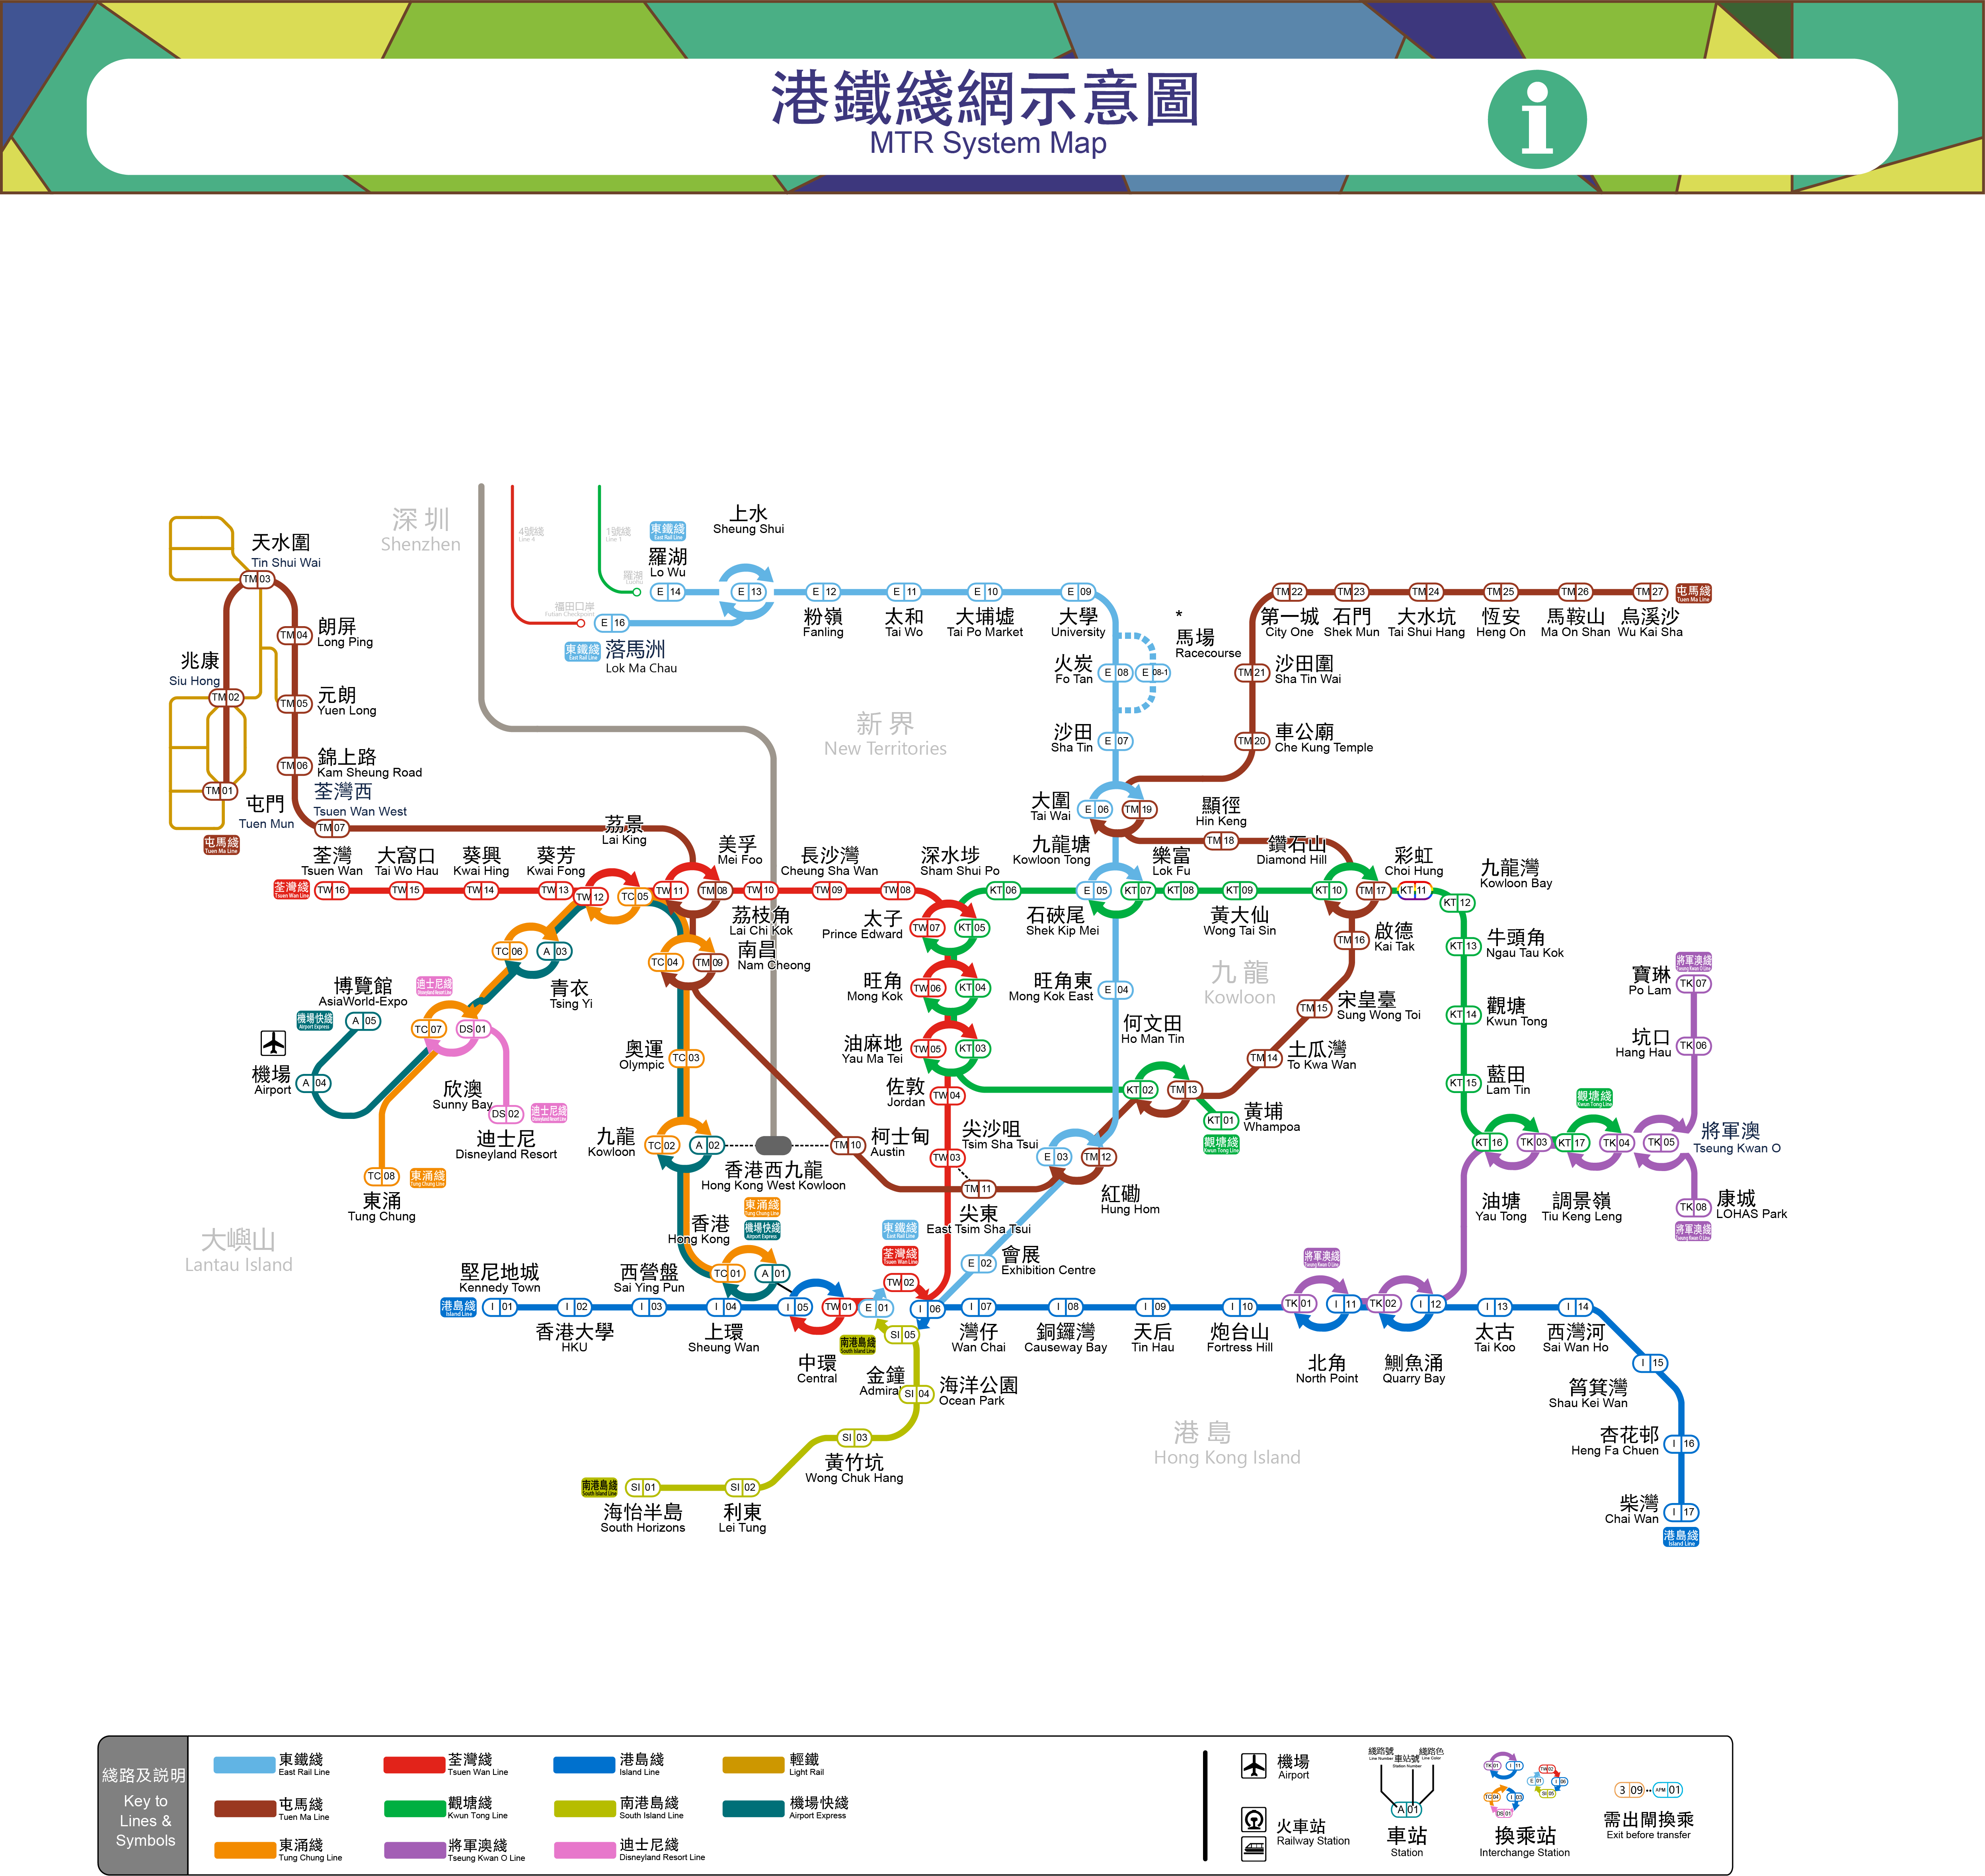 港鐵綫網示意圖
MTR System Map
i
深圳
Shenzhen
4號綫
Line 4
1號綫
Line 1
東鐵綫
East Rail Line
羅湖
Lo Wu
羅湖
Luohu
福田口岸
Futian Checkpoint
E 14
E 16
東鐵綫
East Rail Line
落馬洲
Lok Ma Chau
上水
Sheung Shui
E 13
E 12
粉嶺
Fanling
E 11
太和
Tai Wo
E 10
大埔墟
Tai Po Market
E 09
大學
University
*
馬場
Racecourse
火炭
Fo Tan
E 08
E 08-1
沙田
Sha Tin
E 07
大圍
Tai Wai
E 06
TM 19
天水圍
Tin Shui Wai
TM 03
TM 04
朗屏
Long Ping
兆康
Siu Hong
TM 02
TM 05
元朗
Yuen Long
TM 06
錦上路
Kam Sheung Road
TM 01
屯門
Tuen Mun
屯馬綫
Tuen Ma Line
荃灣西
Tsuen Wan West
TM 07
新界
New Territories
TM 22
第一城
City One
TM 23
石門
Shek Mun
TM 24
大水坑
Tai Shui Hang
TM 25
恆安
Heng On
TM 26
馬鞍山
Ma On Shan
TM 27
烏溪沙
Wu Kai Sha
屯馬綫
Tuen Ma Line
TM 21
沙田圍
Sha Tin Wai
TM 20
車公廟
Che Kung Temple
顯徑
Hin Keng
TM 18
荃灣綫
Tsuen Wan Line
荃灣
Tsuen Wan
TW 16
大窩口
Tai Wo Hau
TW 15
葵興
Kwai Hing
TW 14
葵芳
Kwai Fong
TW 13
荔景
Lai King
TW 12
TC 05
美孚
Mei Foo
TW 11
TM 08
TW 10
荔枝角
Lai Chi Kok
長沙灣
Cheung Sha Wan
TW 09
深水埗
Sham Shui Po
TW 08
KT 06
石硤尾
Shek Kip Mei
九龍塘
Kowloon Tong
E 05
KT 07
樂富
Lok Fu
KT 08
KT 09
黃大仙
Wong Tai Sin
鑽石山
Diamond Hill
KT 10
TM 17
彩虹
Choi Hung
KT 11
九龍灣
Kowloon Bay
KT 12
KT 13
牛頭角
Ngau Tau Kok
KT 14
觀塘
Kwun Tong
KT 15
藍田
Lam Tin
太子
Prince Edward
TW 07
KT 05
旺角
Mong Kok
TW 06
KT 04
油麻地
Yau Ma Tei
TW 05
KT 03
佐敦
Jordan
TW 04
尖沙咀
Tsim Sha Tsui
TW 03
旺角東
Mong Kok East
E 04
九龍
Kowloon
TM 16
啟德
Kai Tak
TM 15
宋皇臺
Sung Wong Toi
TM 14
土瓜灣
To Kwa Wan
何文田
Ho Man Tin
KT 02
TM 13
KT 01
黃埔
Whampoa
觀塘綫
Kwun Tong Line
E 03
TM 12
紅磡
Hung Hom
TM 11
尖東
East Tsim Sha Tsui
TM 10
柯士甸
Austin
南昌
Nam Cheong
TC 04
TM 09
奧運
Olympic
TC 03
九龍
Kowloon
TC 02
A 02
香港西九龍
Hong Kong West Kowloon
東涌綫
Tung Chung Line
機場快綫
Airport Express
香港
Hong Kong
TC 01
A 01
TC 06
A 03
青衣
Tsing Yi
博覽館
AsiaWorld-Expo
機場快綫
Airport Express
A 05
機場
Airport
A 04
迪士尼綫
Disneyland Resort Line
TC 07
DS 01
欣澳
Sunny Bay
DS 02
迪士尼綫
Disneyland Resort Line
迪士尼
Disneyland Resort
TC 08
東涌綫
Tung Chung Line
東涌
Tung Chung
大嶼山
Lantau Island
將軍澳綫
Tseung Kwan O Line
寶琳
Po Lam
TK 07
坑口
Hang Hau
TK 06
將軍澳
Tseung Kwan O
TK 05
觀塘綫
Kwun Tong Line
KT 17
TK 04
調景嶺
Tiu Keng Leng
KT 16
TK 03
油塘
Yau Tong
TK 08
康城
LOHAS Park
將軍澳綫
Tseung Kwan O Line
港島綫
Island Line
堅尼地城
Kennedy Town
I 01
I 02
香港大學
HKU
西營盤
Sai Ying Pun
I 03
I 04
上環
Sheung Wan
I 05
TW 01
中環
Central
東鐵綫
East Rail Line
荃灣綫
Tsuen Wan Line
TW 02
E 01
I 06
SI 05
南港島綫
South Island Line
金鐘
Admiralty
E 02
會展
Exhibition Centre
I 07
灣仔
Wan Chai
I 08
銅鑼灣
Causeway Bay
I 09
天后
Tin Hau
I 10
炮台山
Fortress Hill
將軍澳綫
Tseung Kwan O Line
TK 01
I 11
北角
North Point
TK 02
I 12
鰂魚涌
Quarry Bay
I 13
太古
Tai Koo
I 14
西灣河
Sai Wan Ho
I 15
筲箕灣
Shau Kei Wan
杏花邨
Heng Fa Chuen
I 16
柴灣
Chai Wan
I 17
港島綫
Island Line
SI 04
海洋公園
Ocean Park
SI 03
黃竹坑
Wong Chuk Hang
南港島綫
South Island Line
SI 01
海怡半島
South Horizons
SI 02
利東
Lei Tung
港島
Hong Kong Island
綫路及説明
Key to
Lines &
Symbols
東鐵綫
East Rail Line
荃灣綫
Tsuen Wan Line
港島綫
Island Line
輕鐵
Light Rail
屯馬綫
Tuen Ma Line
觀塘綫
Kwun Tong Line
南港島綫
South Island Line
機場快綫
Airport Express
東涌綫
Tung Chung Line
將軍澳綫
Tseung Kwan O Line
迪士尼綫
Disneyland Resort Line
機場
Airport
火車站
Railway Station
綫路號
Line Number
車站號
Station Number
綫路色
Line Color
A 01
車站
Station
TK 01
I 11
TW 02
E 01
I 06
SI 05
TC 04
I 03
DS 01
換乘站
Interchange Station
3 09
APM 01
需出閘換乘
Exit before transfer